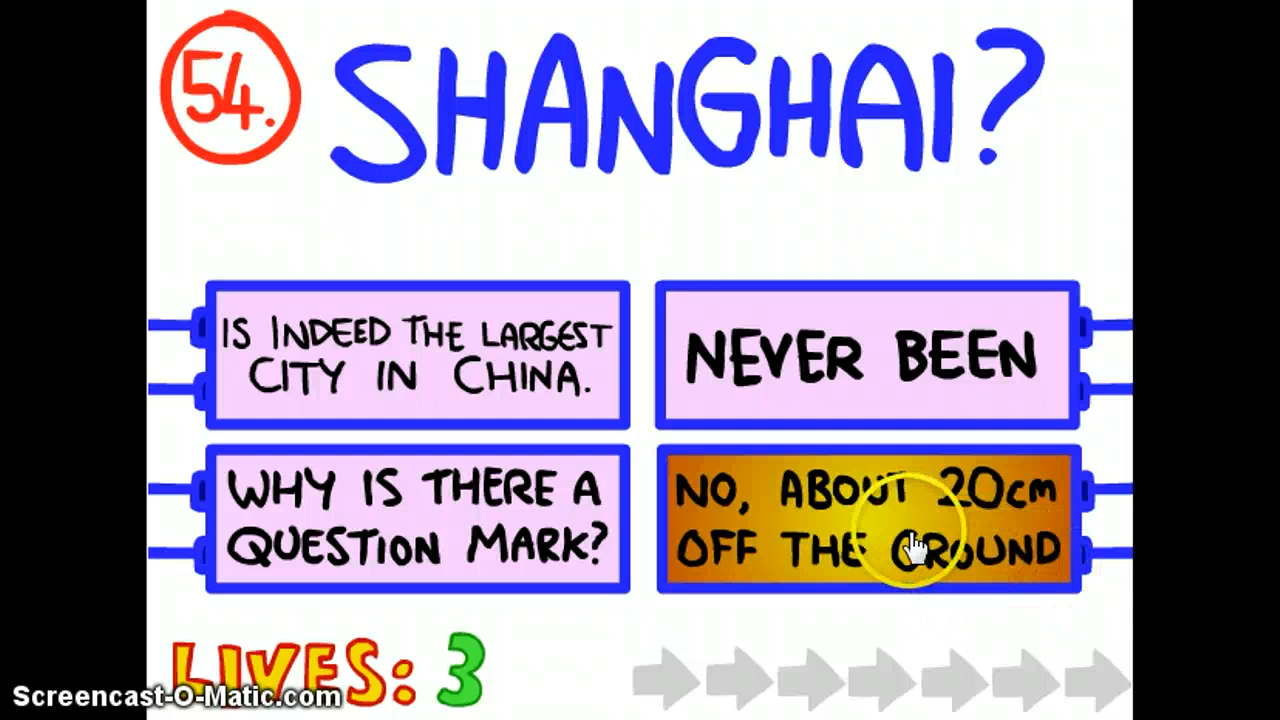 54.
SHANGHAI?
IS INDEED THE LARGEST
CITY IN CHINA.
NEVER BEEN
WHY IS THERE A
QUESTION MARK?
NO, ABOUT 20cm
OFF THE GROUND
LIVES: 3
Screencast-O-Matic.com